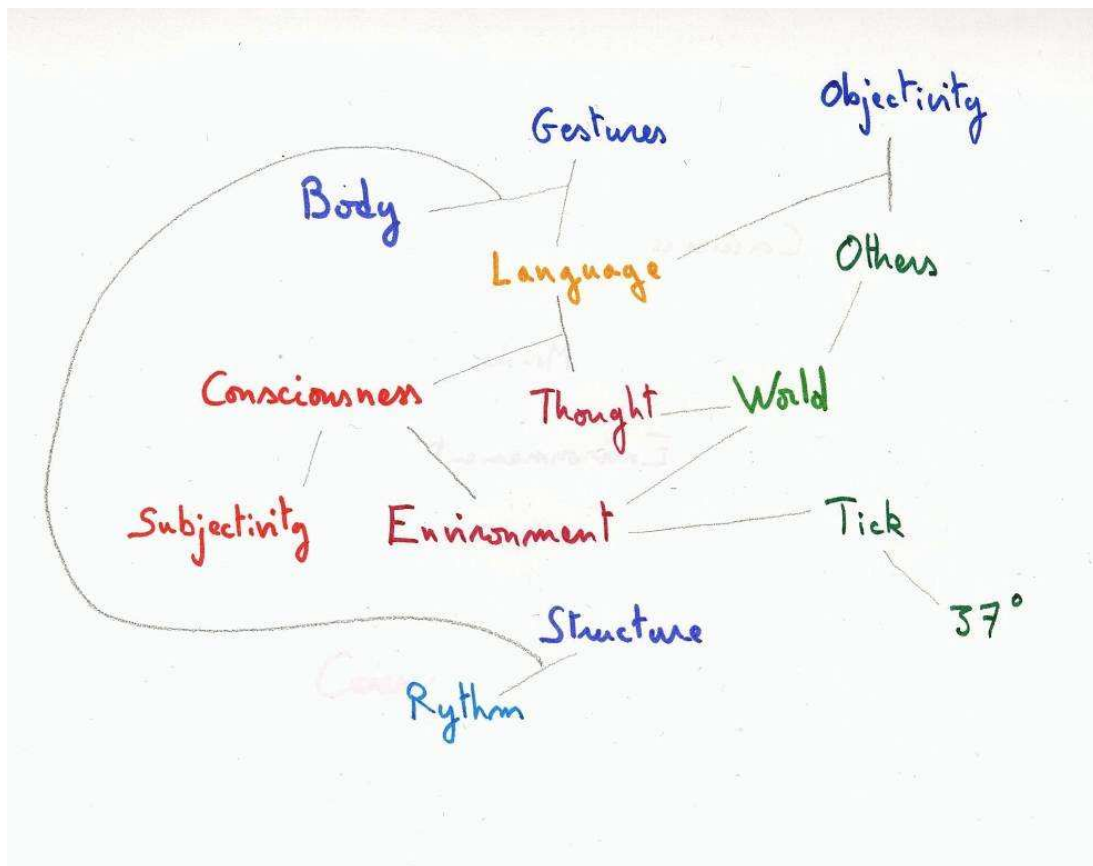 Objectivity
Gestures
Body
Others
Language
Consciousness
Thought
World
Subjectivity
Environment
Tick
37°
Structure
Rythm